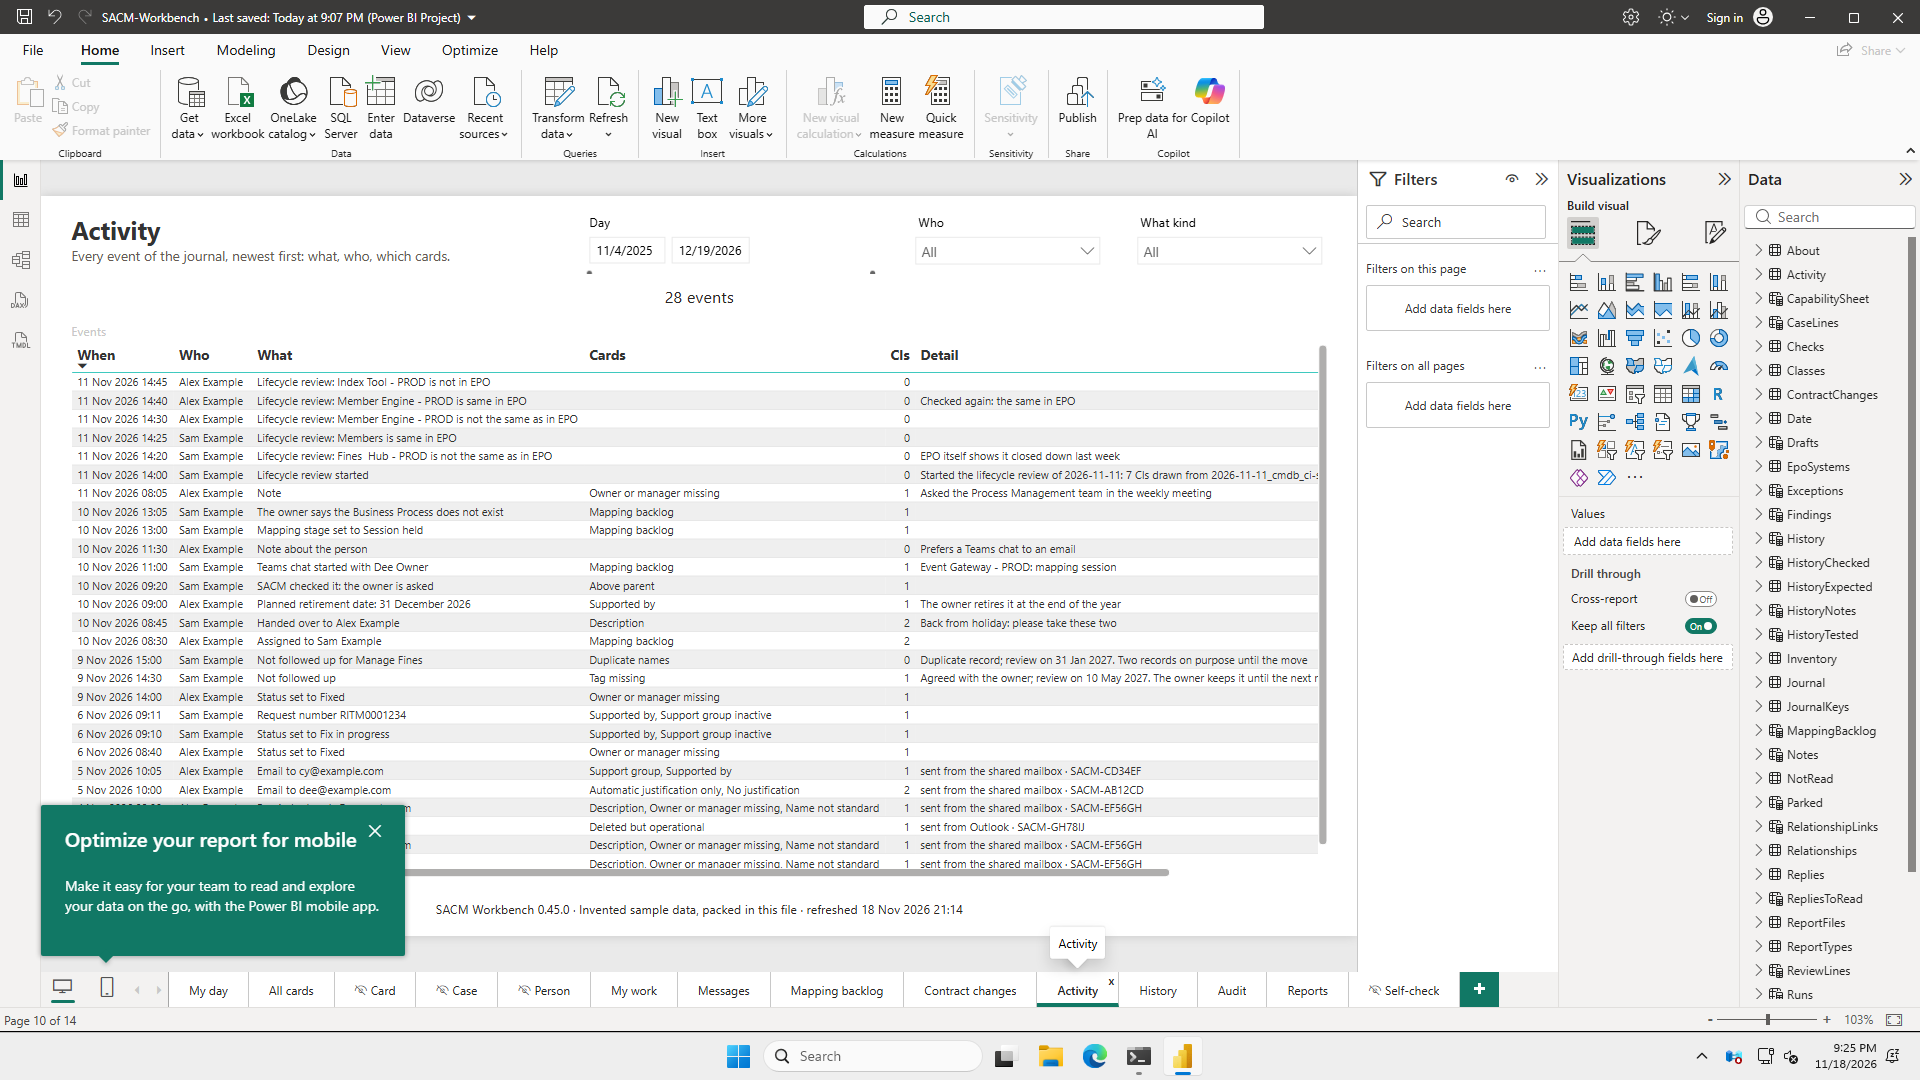 SACM-Workbench • Last saved: Today at 9:07 PM (Power BI Project)
Search
Sign in
File
Home
Insert
Modeling
Design
View
Optimize
Help
Share
Paste
Cut
Copy
Format painter
Clipboard
Get data
Excel workbook
OneLake catalog
SQL Server
Enter data
Dataverse
Recent sources
Data
Transform data
Refresh
Queries
New visual
Text box
More visuals
Insert
New visual calculation
New measure
Quick measure
Calculations
Sensitivity
Sensitivity
Publish
Share
Prep data for AI
Copilot
Copilot
Activity
Every event of the journal, newest first: what, who, which cards.
Day
11/4/2025
12/19/2026
Who
All
What kind
All
28 events
Events
When Who What Cards CIs Detail
11 Nov 2026 14:45 Alex Example Lifecycle review: Index Tool - PROD is not in EPO 0
11 Nov 2026 14:40 Alex Example Lifecycle review: Member Engine - PROD is same in EPO 0 Checked again: the same in EPO
11 Nov 2026 14:30 Alex Example Lifecycle review: Member Engine - PROD is not the same as in EPO 0
11 Nov 2026 14:25 Sam Example Lifecycle review: Members is same in EPO 0
11 Nov 2026 14:20 Sam Example Lifecycle review: Fines Hub - PROD is not the same as in EPO 0 EPO itself shows it closed down last week
11 Nov 2026 14:00 Sam Example Lifecycle review started 0 Started the lifecycle review of 2026-11-11: 7 CIs drawn from 2026-11-11_cmdb_ci-s
11 Nov 2026 08:05 Alex Example Note Owner or manager missing 1 Asked the Process Management team in the weekly meeting
10 Nov 2026 13:05 Sam Example The owner says the Business Process does not exist Mapping backlog 1
10 Nov 2026 13:00 Sam Example Mapping stage set to Session held Mapping backlog 1
10 Nov 2026 11:30 Alex Example Note about the person 0 Prefers a Teams chat to an email
10 Nov 2026 11:00 Sam Example Teams chat started with Dee Owner Mapping backlog 1 Event Gateway - PROD: mapping session
10 Nov 2026 09:20 Sam Example SACM checked it: the owner is asked Above parent 1
10 Nov 2026 09:00 Sam Example Planned retirement date: 31 December 2026 Supported by 1 The owner retires it at the end of the year
10 Nov 2026 08:45 Sam Example Handed over to Alex Example Description 2 Back from holiday: please take these two
10 Nov 2026 08:30 Alex Example Assigned to Sam Example Mapping backlog 2
9 Nov 2026 15:00 Sam Example Not followed up for Manage Fines Duplicate names 0 Duplicate record; review on 31 Jan 2027. Two records on purpose until the move
9 Nov 2026 14:30 Sam Example Not followed up Tag missing 1 Agreed with the owner; review on 10 May 2027. The owner keeps it until the next r
9 Nov 2026 14:00 Alex Example Status set to Fixed Owner or manager missing 1
6 Nov 2026 09:11 Sam Example Request number RITM0001234 Supported by, Support group inactive 1
6 Nov 2026 09:10 Sam Example Status set to Fix in progress Supported by, Support group inactive 1
6 Nov 2026 08:40 Alex Example Status set to Fixed Owner or manager missing 1
5 Nov 2026 10:05 Alex Example Email to cy@example.com Support group, Supported by 1 sent from the shared mailbox · SACM-CD34EF
5 Nov 2026 10:00 Alex Example Email to dee@example.com Automatic justification only, No justification 2 sent from the shared mailbox · SACM-AB12CD
Description, Owner or manager missing, Name not standard 1 sent from the shared mailbox · SACM-EF56GH
Deleted but operational 1 sent from Outlook · SACM-GH78IJ
Description, Owner or manager missing, Name not standard 1 sent from the shared mailbox · SACM-EF56GH
Description, Owner or manager missing, Name not standard 1 sent from the shared mailbox · SACM-EF56GH
Optimize your report for mobile
Make it easy for your team to read and explore
your data on the go, with the Power BI mobile app.
SACM Workbench 0.45.0 · Invented sample data, packed in this file · refreshed 18 Nov 2026 21:14
Activity
My day
All cards
Card
Case
Person
My work
Messages
Mapping backlog
Contract changes
Activity
x
History
Audit
Reports
Self-check
+
Filters
Search
Filters on this page
...
Add data fields here
Filters on all pages
...
Add data fields here
Visualizations
Build visual
R
Py
123
...
Values
Add data fields here
Drill through
Cross-report
Off
Keep all filters
On
Add drill-through fields here
Data
Search
About
Activity
CapabilitySheet
CaseLines
Checks
Classes
ContractChanges
Date
Drafts
EpoSystems
Exceptions
Findings
History
HistoryChecked
HistoryExpected
HistoryNotes
HistoryTested
Inventory
Journal
JournalKeys
MappingBacklog
Notes
NotRead
Parked
RelationshipLinks
Relationships
Replies
RepliesToRead
ReportFiles
ReportTypes
ReviewLines
Runs
DAX
TMDL
Page 10 of 14
- + 103%
Search
9:25 PM
11/18/2026